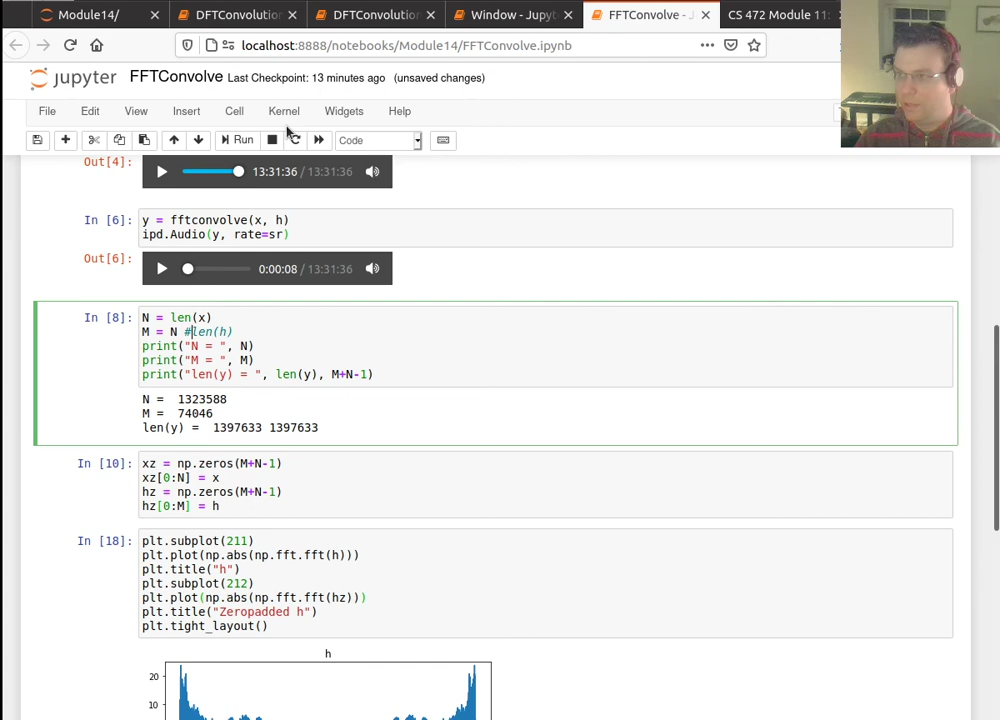 Module14/
DFTConvolution
DFTConvolution
Window - Jupyt
FFTConvolve - J
CS 472 Module 11:
localhost:8888/notebooks/Module14/FFTConvolve.ipynb
jupyter FFTConvolve Last Checkpoint: 13 minutes ago (unsaved changes)
File Edit View Insert Cell Kernel Widgets Help
Run Code
Out[4]:
13:31:36 / 13:31:36
In [6]: y = fftconvolve(x, h)
ipd.Audio(y, rate=sr)
Out[6]:
0:00:08 / 13:31:36
In [8]: N = len(x)
M = N #len(h)
print("N = ", N)
print("M = ", M)
print("len(y) = ", len(y), M+N-1)
N =  1323588
M =  74046
len(y) =  1397633 1397633
In [10]: xz = np.zeros(M+N-1)
xz[0:N] = x
hz = np.zeros(M+N-1)
hz[0:M] = h
In [18]: plt.subplot(211)
plt.plot(np.abs(np.fft.fft(h)))
plt.title("h")
plt.subplot(212)
plt.plot(np.abs(np.fft.fft(hz)))
plt.title("Zeropadded h")
plt.tight_layout()
h
20
10